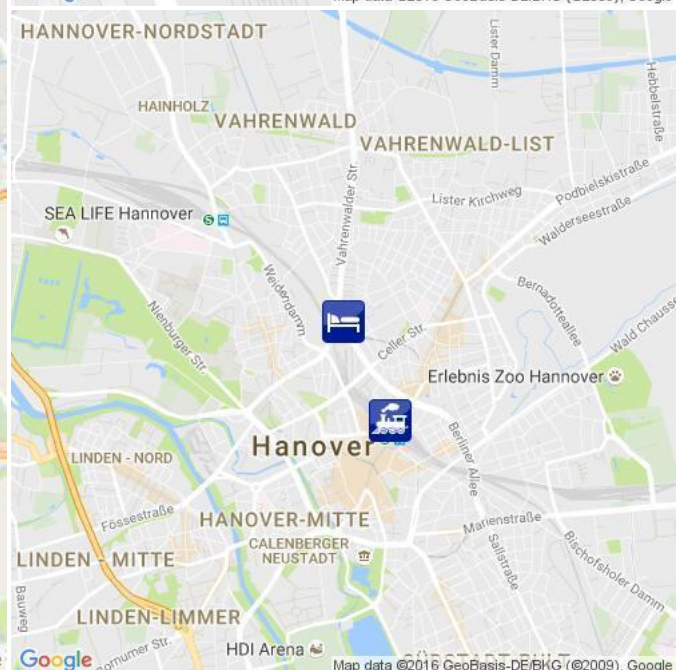 HANNOVER-NORDSTADT
Lister Damm
Hebbelstraße
HAINHOLZ
VAHRENWALD
VAHRENWALD-LIST
Podbielskistraße
Lister Kirchweg
Walderseestraße
SEA LIFE Hannover
S
Vahrenwalder Str.
Weidendamm
Bernadotteallee
Nienburger Str.
Celler Str.
Wald Chausse
Erlebnis Zoo Hannover
Hanover
Berliner Allee
LINDEN - NORD
Fössestraße
HANOVER-MITTE
Marienstraße
CALENBERGER
NEUSTADT
Sallstraße
Bischofsholer Damm
LINDEN - MITTE
Bauweg
LINDEN-LIMMER
HDI Arena
Google
Map data ©2016 GeoBasis-DE/BKG (©2009), Google